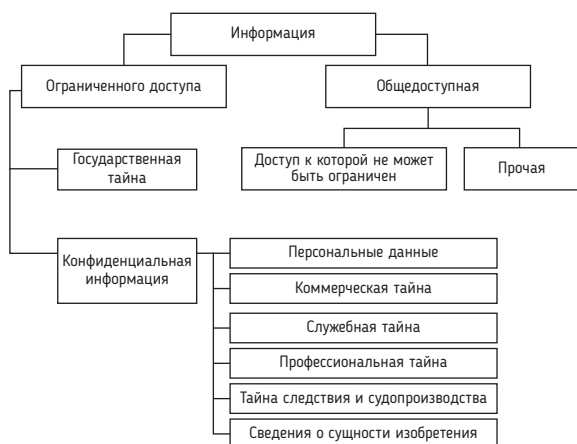 Информация
Ограниченного доступа
Общедоступная
Государственная
тайна
Доступ к которой не может
быть ограничен
Прочая
Конфиденциальная
информация
Персональные данные
Коммерческая тайна
Служебная тайна
Профессиональная тайна
Тайна следствия и судопроизводства
Сведения о сущности изобретения